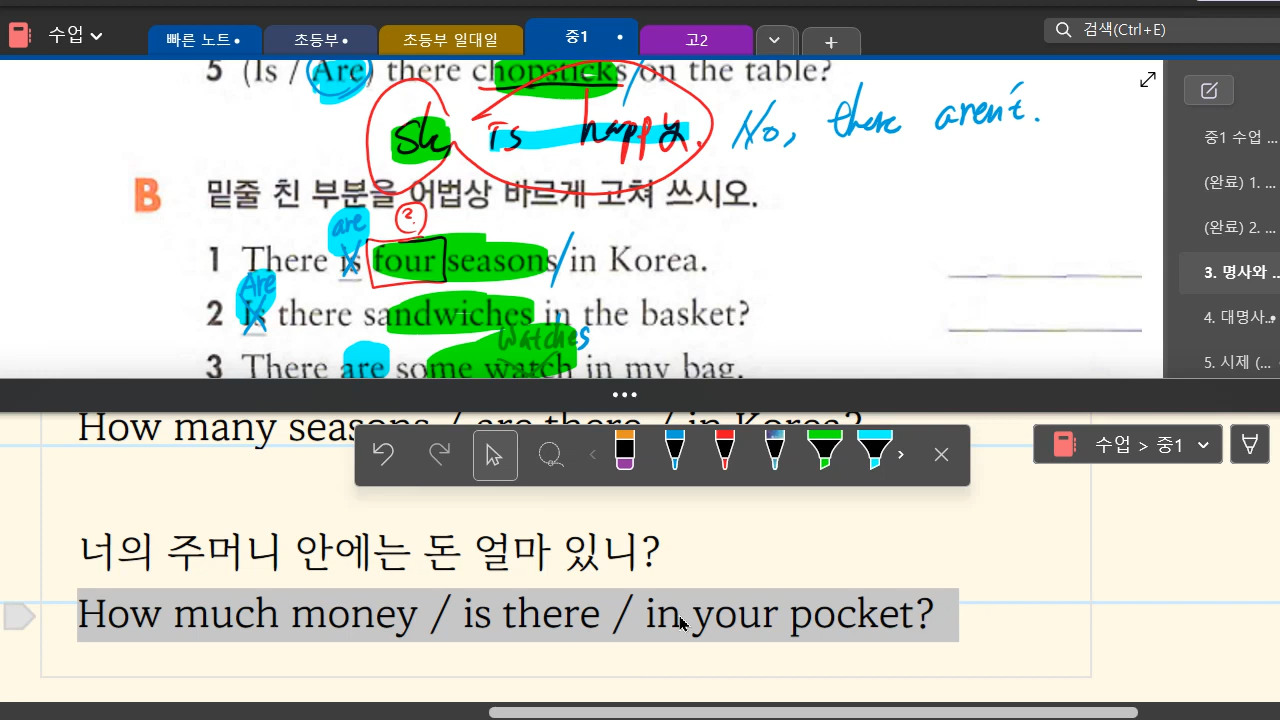 수업
빠른 노트
초등부
초등부 일대일
중1
고2
검색(Ctrl+E)
5 (Is / Are) there chopsticks / on the table?
is happy.
No, there aren't.
B 밑줄 친 부분을 어법상 바르게 고쳐 쓰시오.
are
?
1 There is four seasons / in Korea.
Are
2 Is there sandwiches in the basket?
watches
3 There are some watch in my bag.
중1 수업 ...
(완료) 1. ...
(완료) 2. ...
3. 명사와 ...
4. 대명사...
5. 시제 (...
How many seasons / are there / in Korea?
수업 > 중1
너의 주머니 안에는 돈 얼마 있니?
How much money / is there / in your pocket?